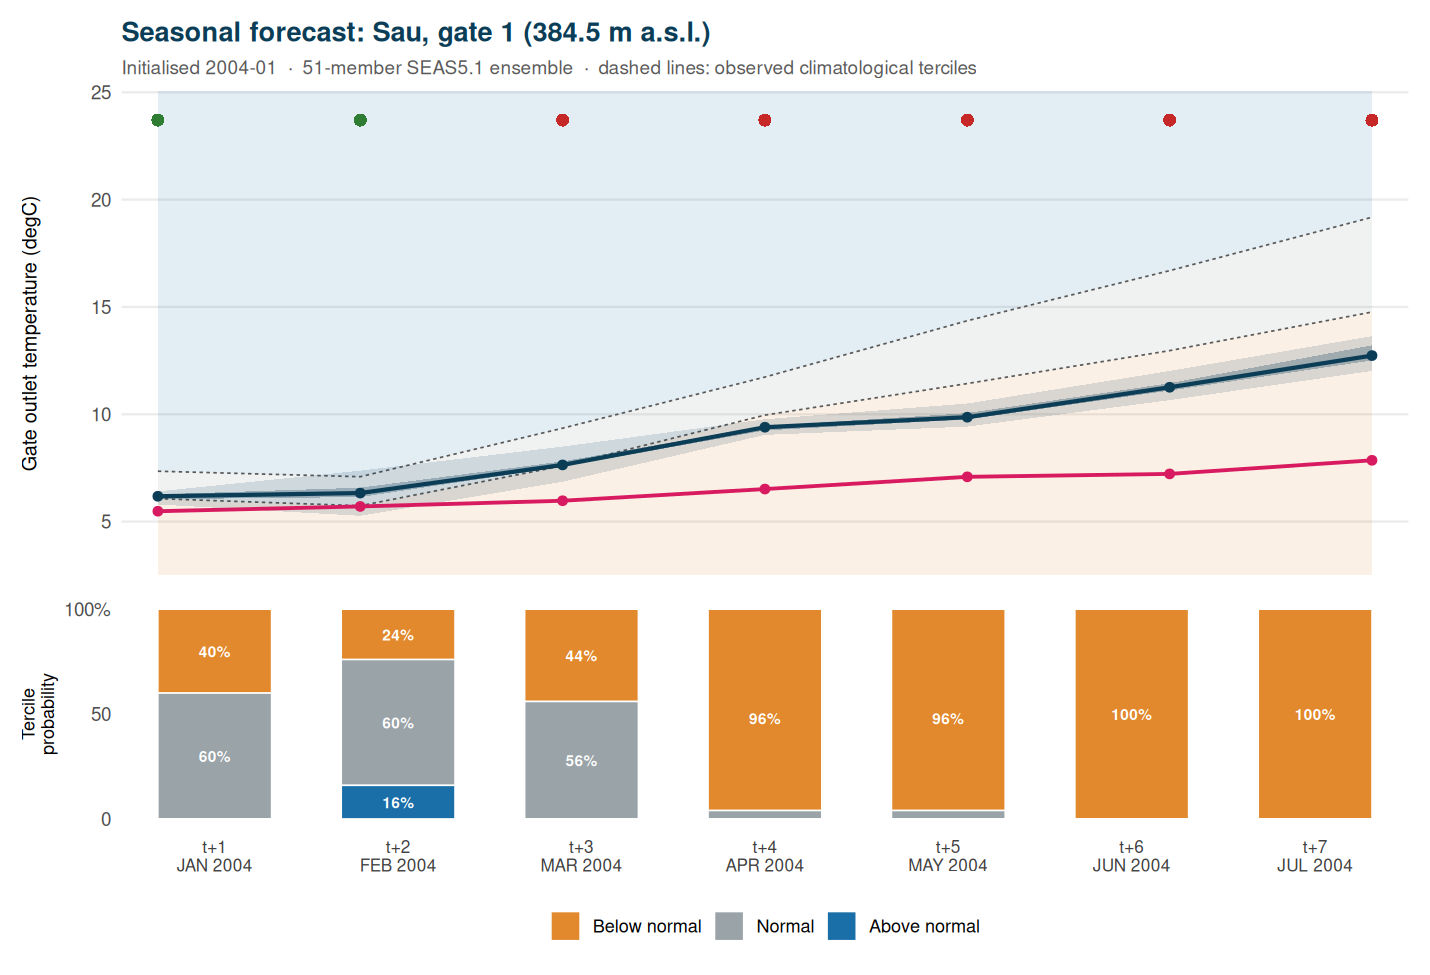 Seasonal forecast: Sau, gate 1 (384.5 m a.s.l.)
Initialised 2004-01 · 51-member SEAS5.1 ensemble · dashed lines: observed climatological terciles
Gate outlet temperature (degC)
25
20
15
10
5
Tercile
probability
100%
50
0
40%
60%
24%
60%
16%
44%
56%
96%
96%
100%
100%
t+1
JAN 2004
t+2
FEB 2004
t+3
MAR 2004
t+4
APR 2004
t+5
MAY 2004
t+6
JUN 2004
t+7
JUL 2004
Below normal
Normal
Above normal